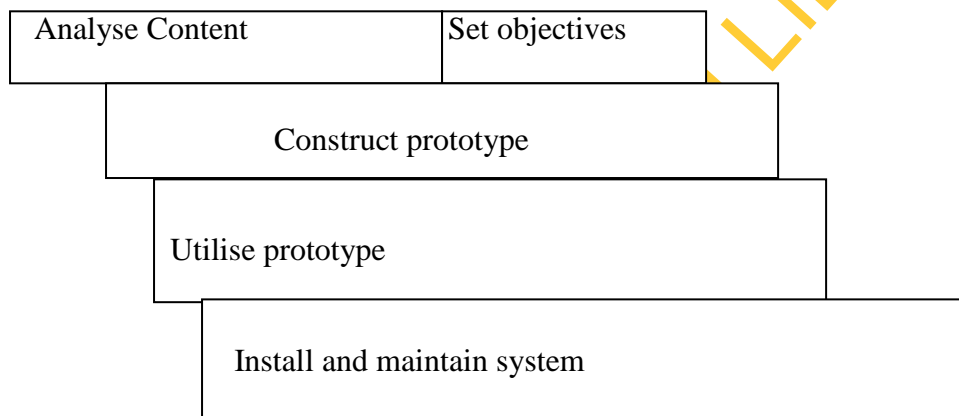 Analyse Content Set objectives
Construct prototype
Utilise prototype
Install and maintain system